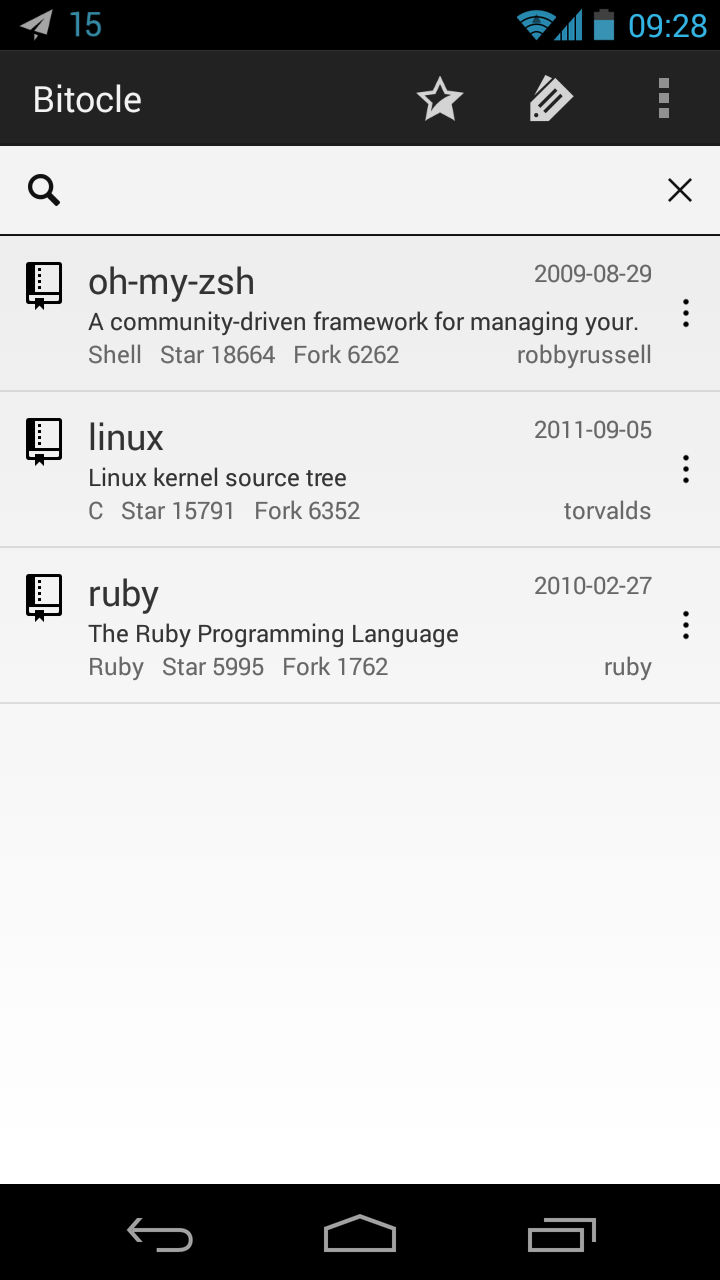 15 09:28
Bitocle
oh-my-zsh 2009-08-29
A community-driven framework for managing your.
Shell Star 18664 Fork 6262 robbyrussell
linux 2011-09-05
Linux kernel source tree
C Star 15791 Fork 6352 torvalds
ruby 2010-02-27
The Ruby Programming Language
Ruby Star 5995 Fork 1762 ruby